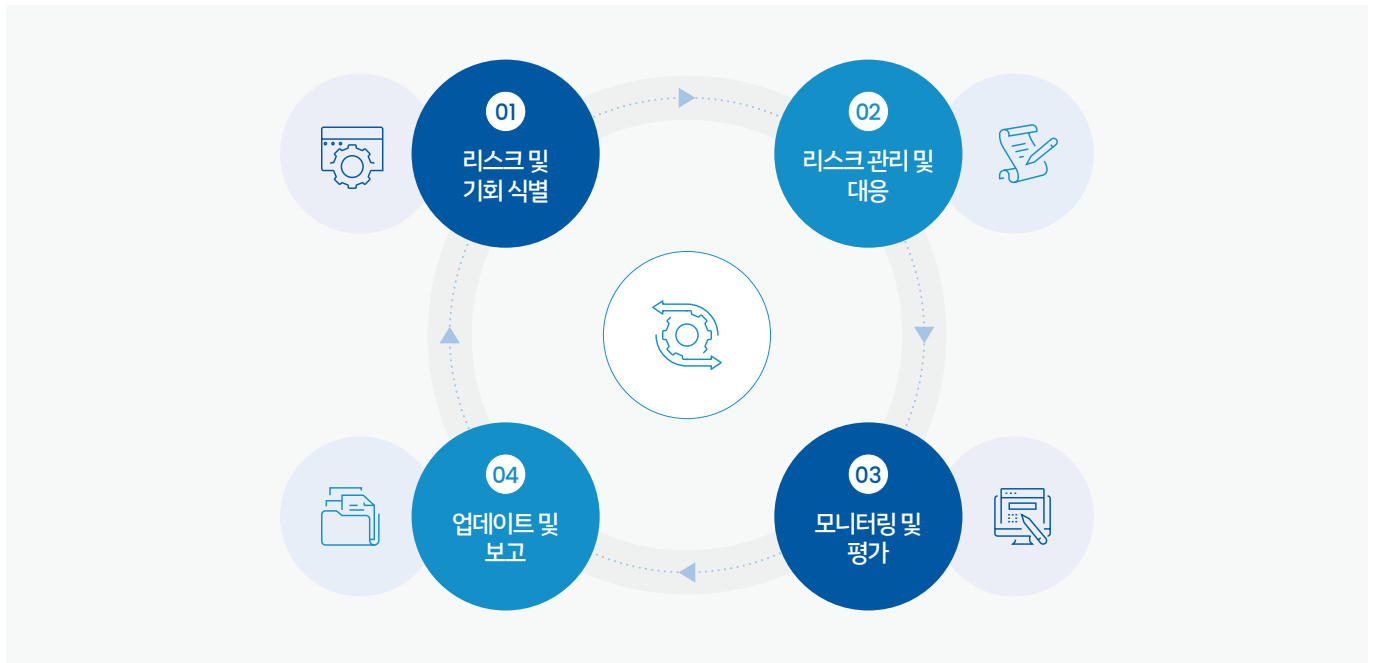 01
리스크 및
기회 식별
02
리스크 관리 및
대응
03
모니터링 및
평가
04
업데이트 및
보고